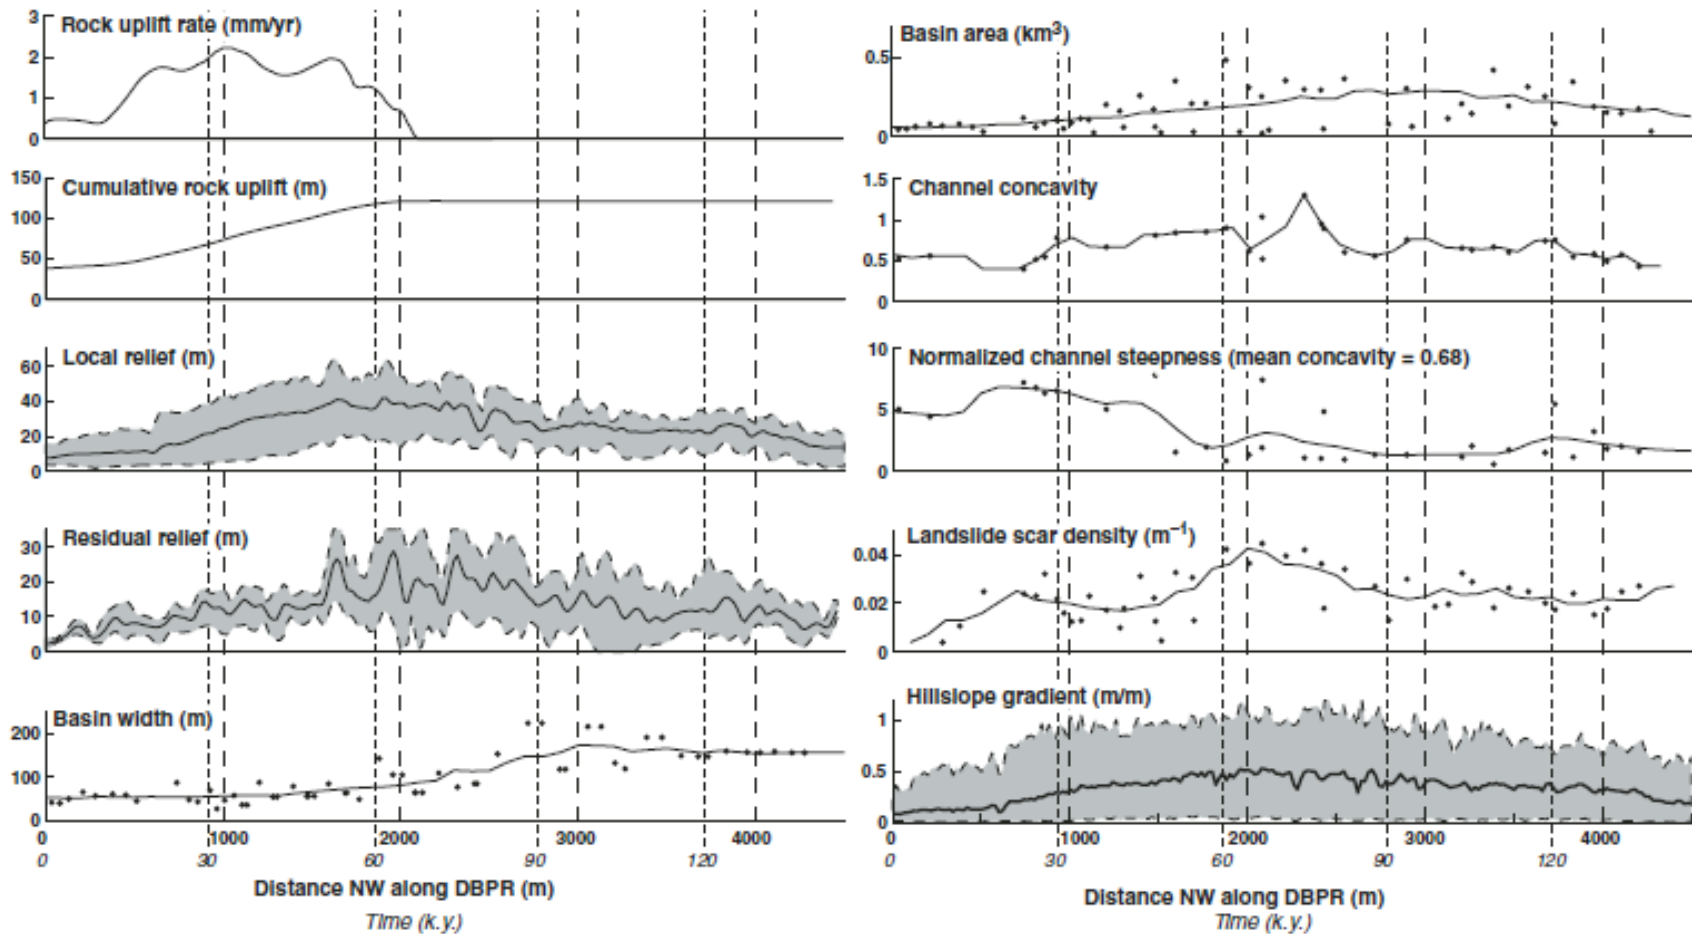 Rock uplift rate (mm/yr)
3
2
1
0
Cumulative rock uplift (m)
150
100
50
0
Local relief (m)
60
40
20
0
Residual relief (m)
30
20
10
0
Basin width (m)
200
100
0
0 1000 2000 3000 4000
0 30 60 90 120
Distance NW along DBPR (m)
Time (k.y.)
Basin area (km³)
0.5
0
Channel concavity
1.5
1
0.5
0
Normalized channel steepness (mean concavity = 0.68)
10
5
0
Landslide scar density (m⁻¹)
0.04
0.02
0
Hillslope gradient (m/m)
1
0.5
0
0 1000 2000 3000 4000
0 30 60 90 120
Distance NW along DBPR (m)
Time (k.y.)